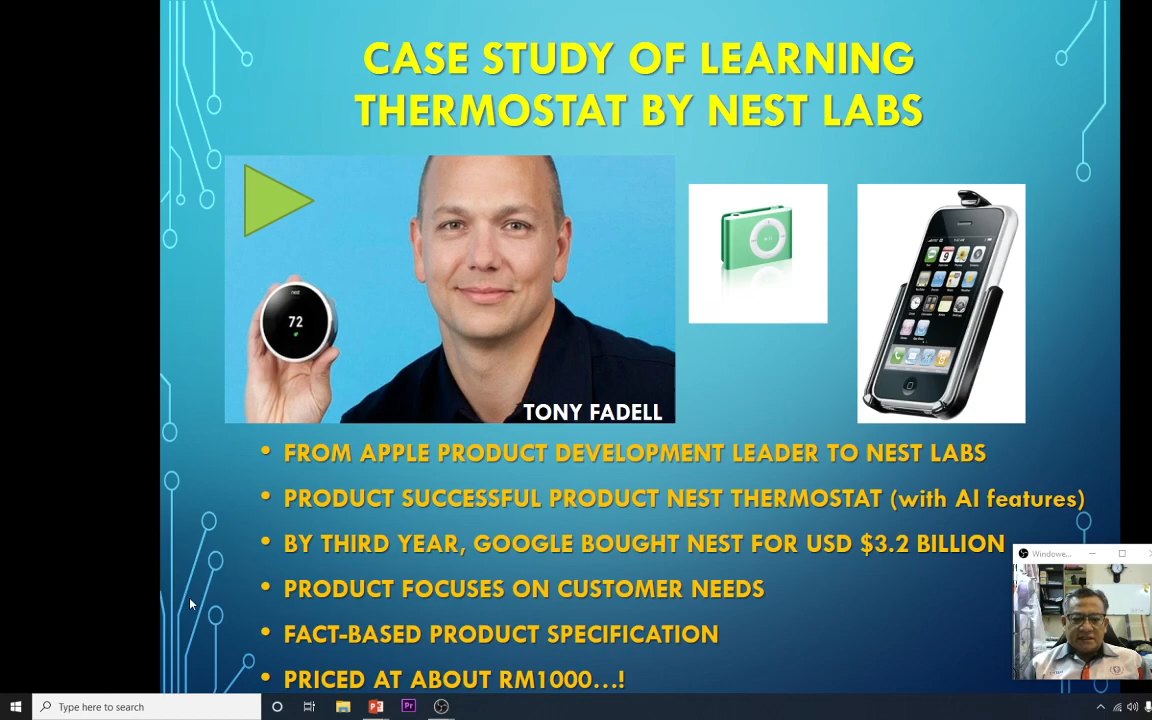 CASE STUDY OF LEARNING
THERMOSTAT BY NEST LABS
nest
72
TONY FADELL
• FROM APPLE PRODUCT DEVELOPMENT LEADER TO NEST LABS
• PRODUCT SUCCESSFUL PRODUCT NEST THERMOSTAT (with AI features)
• BY THIRD YEAR, GOOGLE BOUGHT NEST FOR USD $3.2 BILLION
• PRODUCT FOCUSES ON CUSTOMER NEEDS
• FACT-BASED PRODUCT SPECIFICATION
• PRICED AT ABOUT RM1000...!
Windowe...
Type here to search